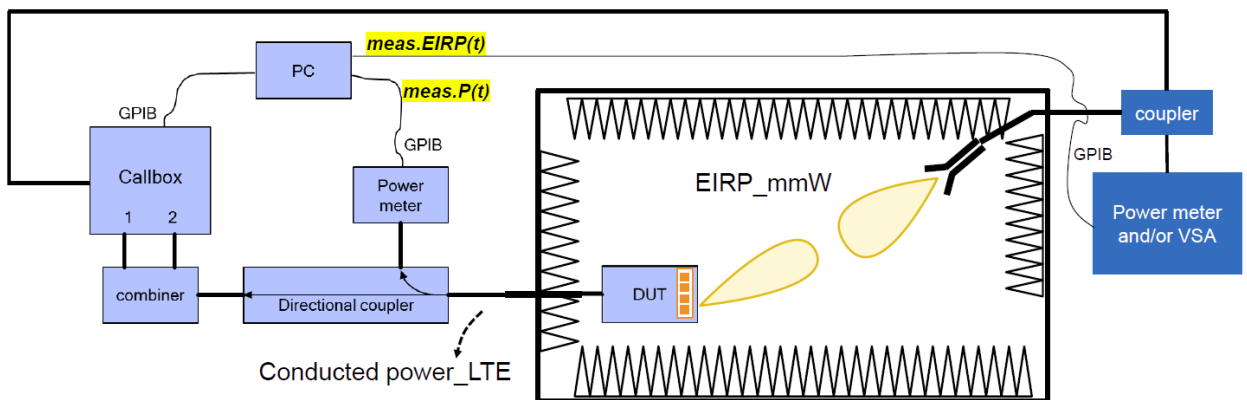 meas.EIRP(t)
PC
meas.P(t)
GPIB
coupler
GPIB
Callbox
1 2
GPIB
Power
meter
EIRP_mmW
Power meter
and/or VSA
combiner
Directional coupler
DUT
Conducted power_LTE